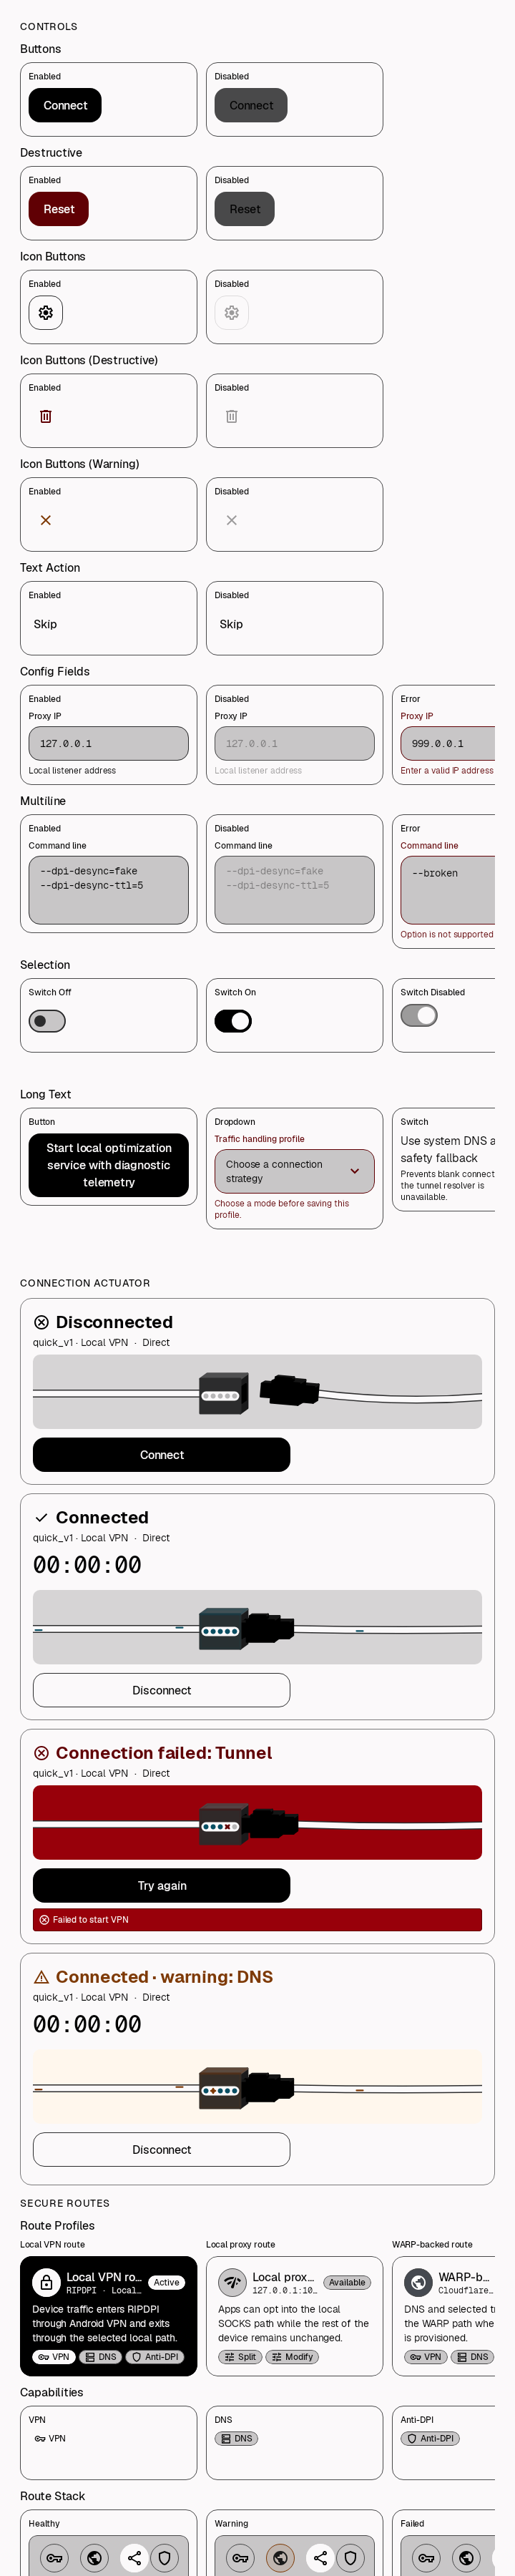 CONTROLS
Buttons
Enabled
Disabled
Connect
Connect
Destructive
Enabled
Disabled
Reset
Reset
Icon Buttons
Enabled
Disabled
Icon Buttons (Destructive)
Enabled
Disabled
Icon Buttons (Warning)
Enabled
Disabled
Text Action
Enabled
Disabled
Skip
Skip
Config Fields
Enabled
Proxy IP
127.0.0.1
Local listener address
Disabled
Proxy IP
127.0.0.1
Local listener address
Error
Proxy IP
999.0.0.1
Enter a valid IP address
Multiline
Enabled
Command line
--dpi-desync=fake
--dpi-desync-ttl=5
Disabled
Command line
--dpi-desync=fake
--dpi-desync-ttl=5
Error
Command line
--broken
Option is not supported
Selection
Switch Off
Switch On
Switch Disabled
Long Text
Button
Start local optimization
service with diagnostic
telemetry
Dropdown
Traffic handling profile
Choose a connection
strategy
Choose a mode before saving this
profile.
Switch
Use system DNS a
safety fallback
Prevents blank connect
the tunnel resolver is
unavailable.
CONNECTION ACTUATOR
Disconnected
quick_v1 · Local VPN · Direct
Connect
Connected
quick_v1 · Local VPN · Direct
00:00:00
Disconnect
Connection failed: Tunnel
quick_v1 · Local VPN · Direct
Try again
Failed to start VPN
Connected · warning: DNS
quick_v1 · Local VPN · Direct
00:00:00
Disconnect
SECURE ROUTES
Route Profiles
Local VPN route
Local VPN ro...
RIPDPI · Local...
Active
Device traffic enters RIPDPI
through Android VPN and exits
through the selected local path.
VPN DNS Anti-DPI
Local proxy route
Local prox...
127.0.0.1:10...
Available
Apps can opt into the local
SOCKS path while the rest of the
device remains unchanged.
Split Modify
WARP-backed route
WARP-b...
Cloudflare...
DNS and selected tr
the WARP path whe
is provisioned.
VPN DNS
Capabilities
VPN
VPN
DNS
DNS
Anti-DPI
Anti-DPI
Route Stack
Healthy
Warning
Failed